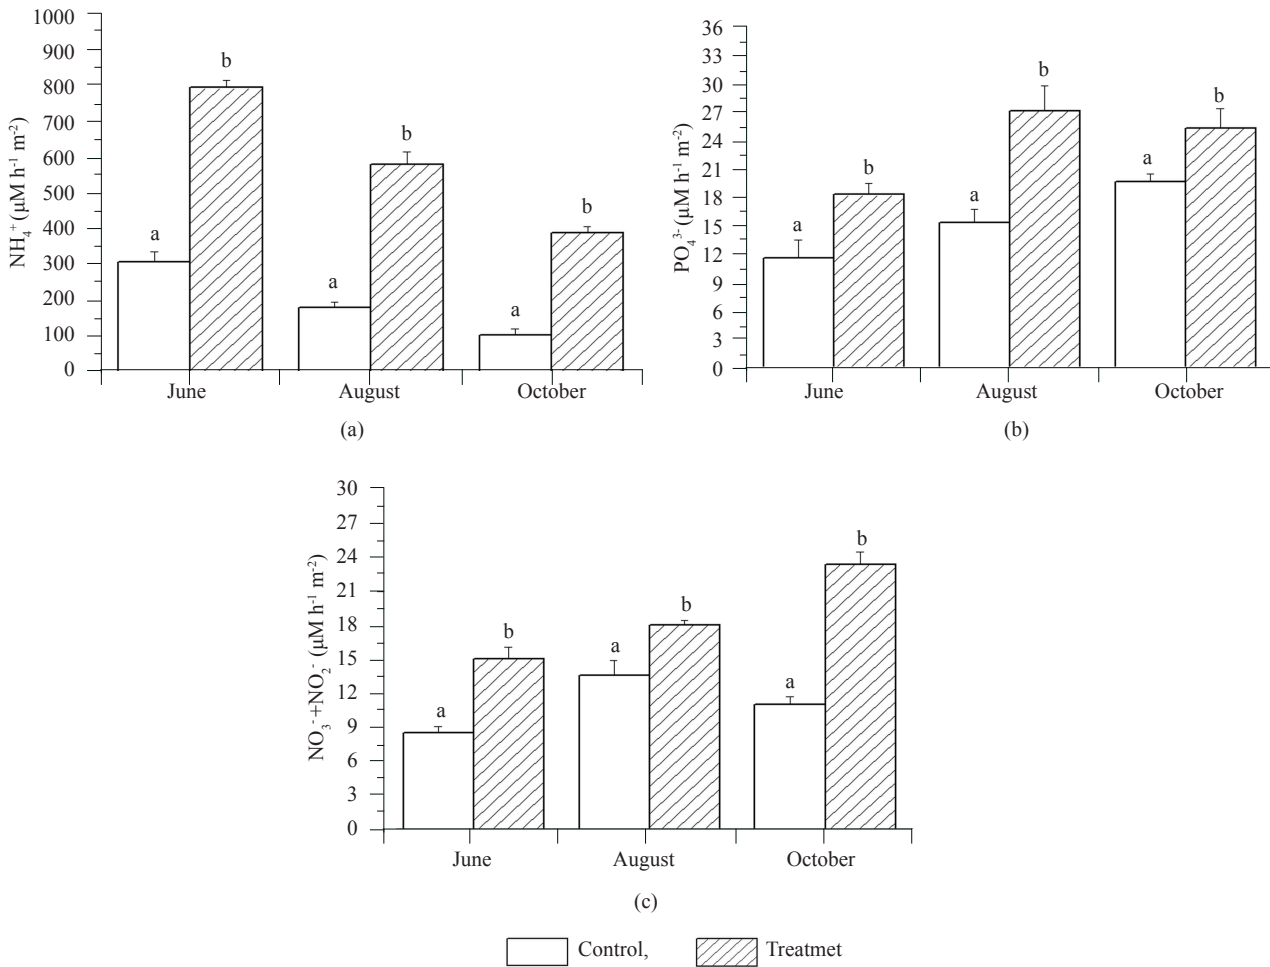 1000
900
800
700
600
500
400
300
200
100
0
NH₄⁺ (µM h⁻¹ m⁻²)
a
b
a
b
a
b
June August October
(a)
36
33
30
27
24
21
18
15
12
9
6
3
0
PO₄³⁻ (µM h⁻¹ m⁻²)
a
b
a
b
a
b
June August October
(b)
30
27
24
21
18
15
12
9
6
3
0
NO₃⁻+NO₂⁻ (µM h⁻¹ m⁻²)
a
b
a
b
a
b
June August October
(c)
Control, Treatmet